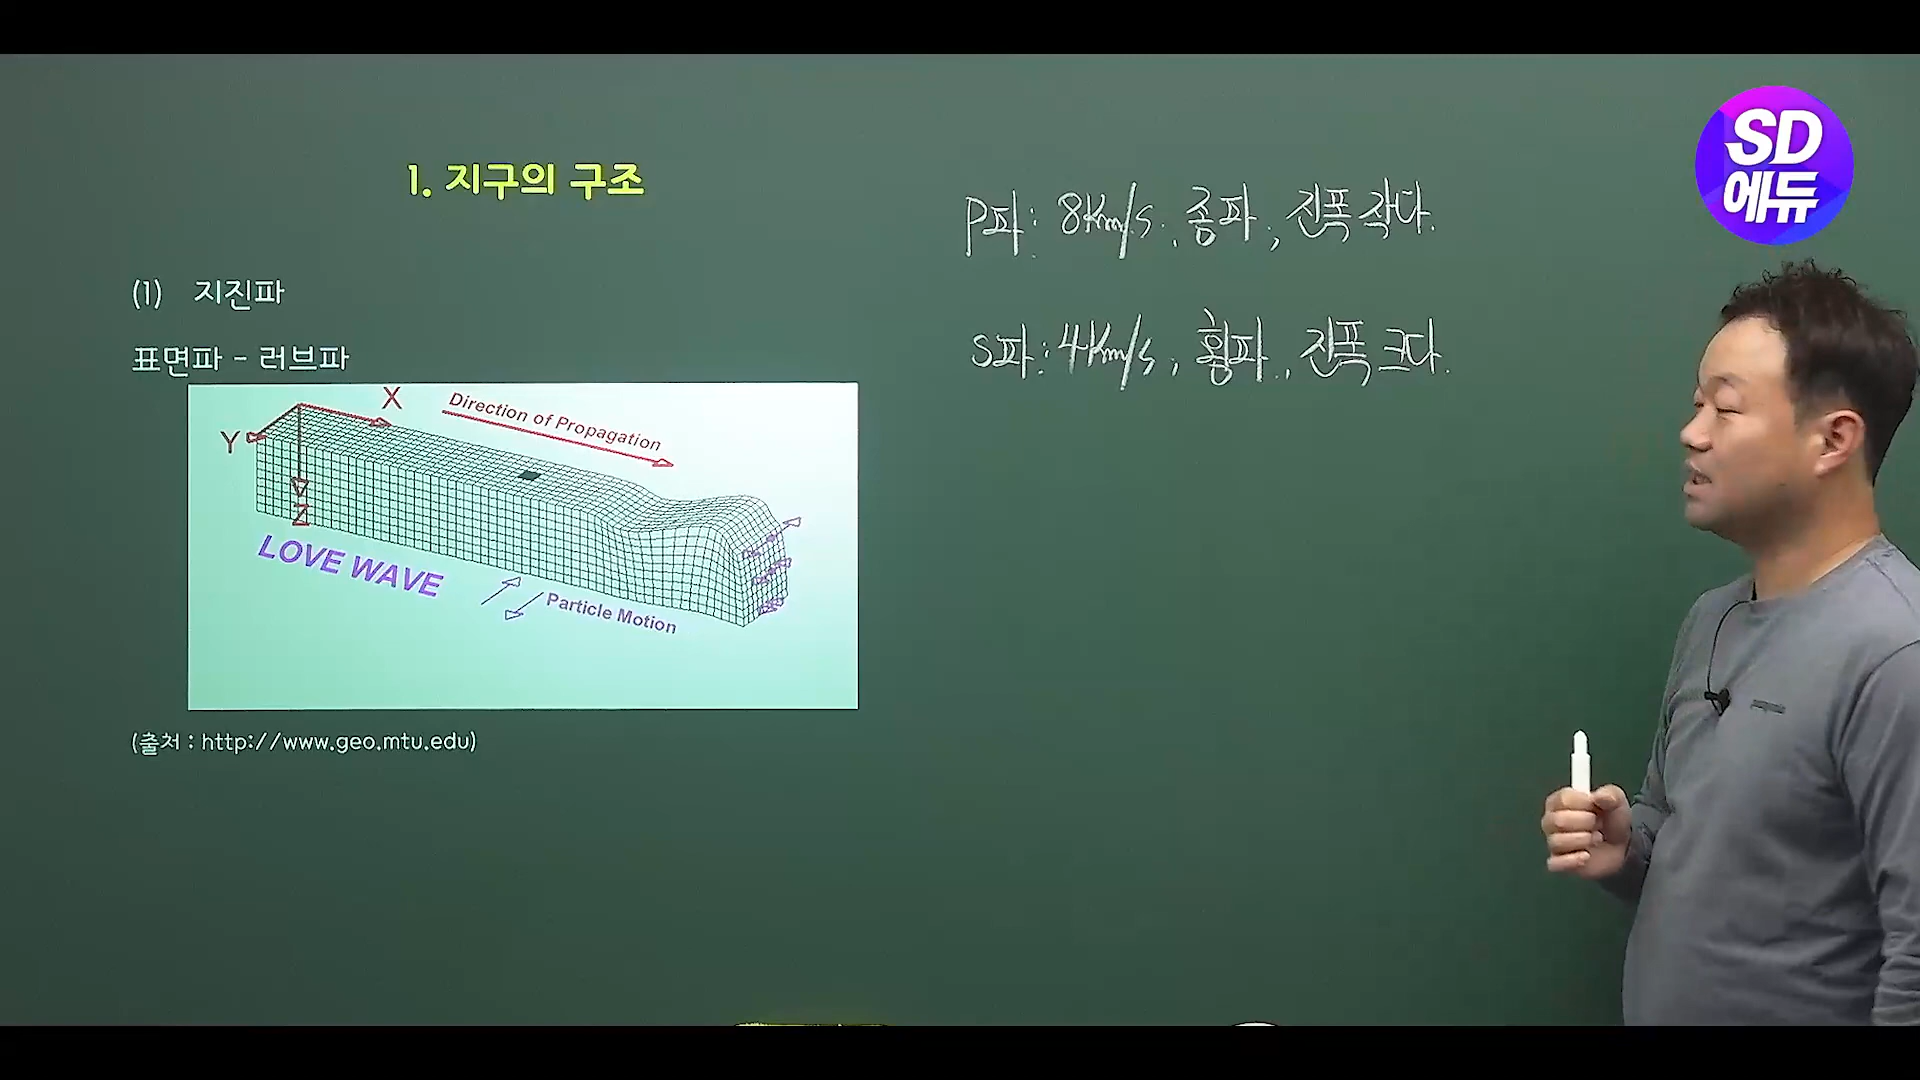 SD
에듀
1. 지구의 구조
P파: 8Km/s, 종파, 진폭 작다.
S파: 4Km/s, 횡파, 진폭 크다.
(1) 지진파
표면파 - 러브파
X
Direction of Propagation
Y
Z
LOVE WAVE
Particle Motion
(출처 : http://www.geo.mtu.edu)